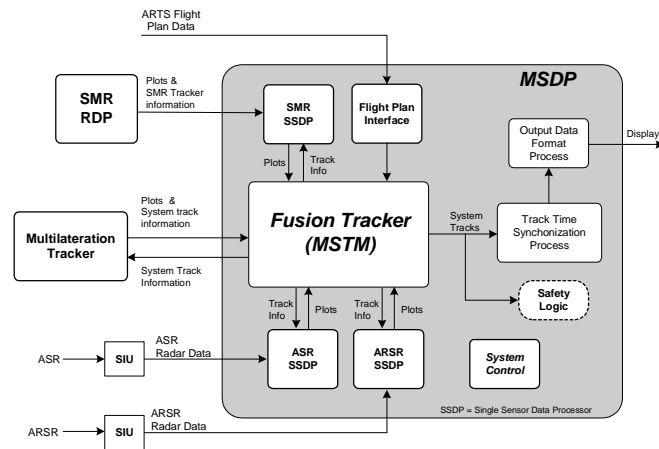 ARTS Flight
Plan Data
MSDP
SMR
RDP
Plots &
SMR Tracker
information
SMR
SSDP
Flight Plan
Interface
Output Data
Format
Process
Display
Plots
Track
Info
Plots &
System track
information
Multilateration
Tracker
Fusion Tracker
(MSTM)
System
Tracks
Track Time
Synchonization
Process
System Track
Information
Safety
Logic
Track
Info
Plots
Track
Info
Plots
ASR
SIU
ASR
Radar Data
ASR
SSDP
ARSR
SSDP
System
Control
ARSR
SIU
ARSR
Radar Data
SSDP = Single Sensor Data Processor